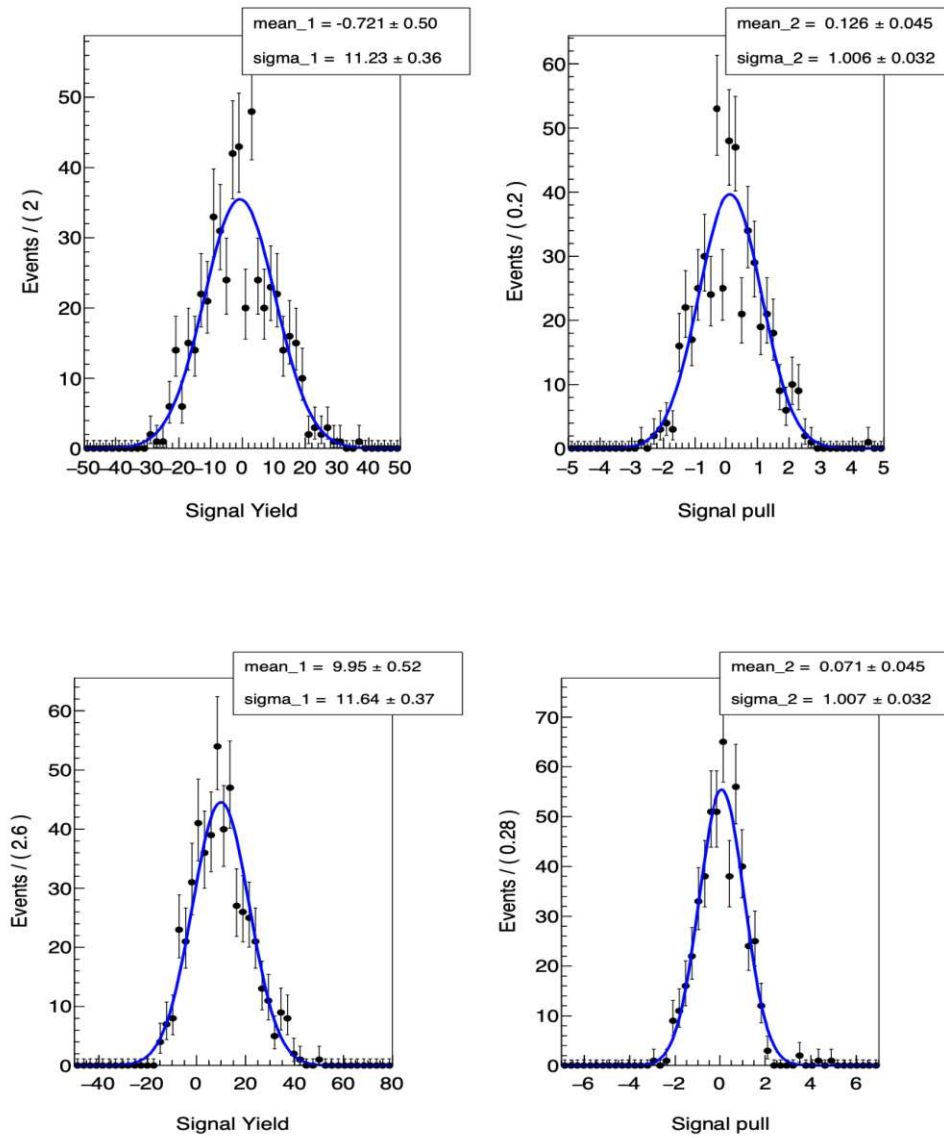 mean_1 = -0.721 ± 0.50
sigma_1 = 11.23 ± 0.36
50
40
30
20
10
0
Events / ( 2)
−50 −40 −30 −20 −10 0 10 20 30 40 50
Signal Yield
mean_2 = 0.126 ± 0.045
sigma_2 = 1.006 ± 0.032
60
50
40
30
20
10
0
Events / ( 0.2)
−5 −4 −3 −2 −1 0 1 2 3 4 5
Signal pull
mean_1 = 9.95 ± 0.52
sigma_1 = 11.64 ± 0.37
60
50
40
30
20
10
0
Events / ( 2.6)
−40 −20 0 20 40 60 80
Signal Yield
mean_2 = 0.071 ± 0.045
sigma_2 = 1.007 ± 0.032
70
60
50
40
30
20
10
0
Events / ( 0.28)
−6 −4 −2 0 2 4 6
Signal pull